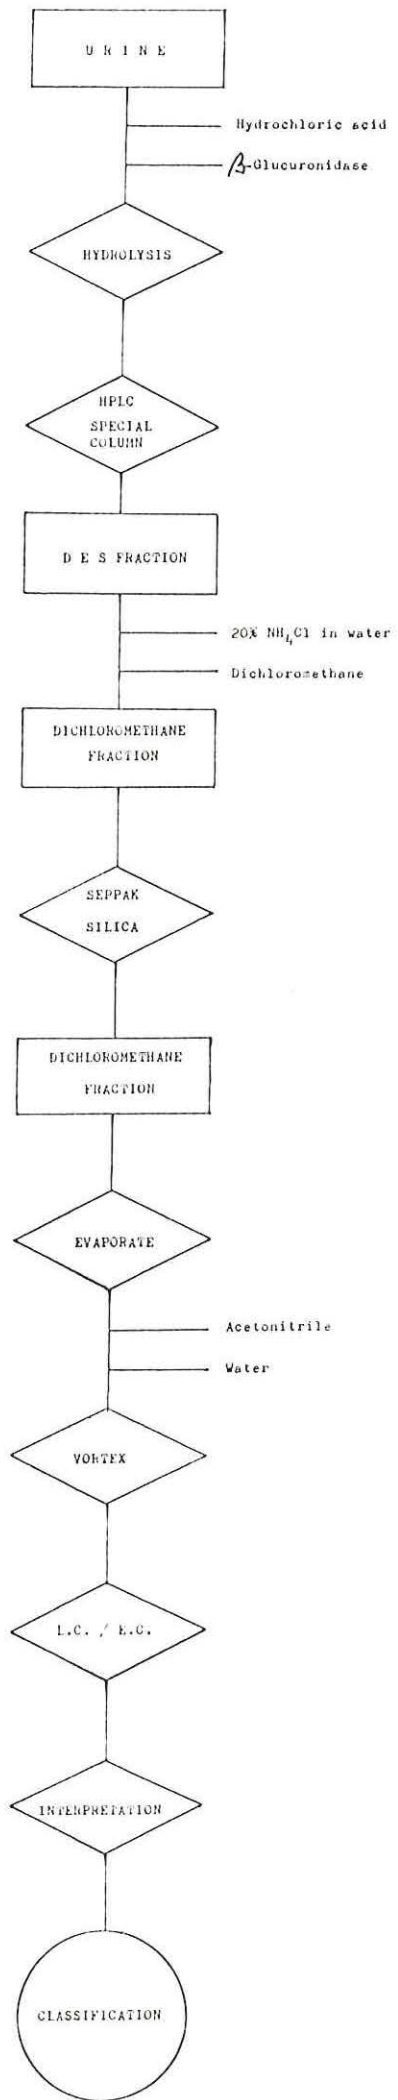 U R I N E
Hydrochloric acid
β-Glucuronidase
HYDROLYSIS
HPLC
SPECIAL
COLUMN
D E S FRACTION
20% NH4Cl in water
Dichloromethane
DICHLOROMETHANE
FRACTION
SEPPAK
SILICA
DICHLOROMETHANE
FRACTION
EVAPORATE
Acetonitrile
Water
VORTEX
L.C. / E.C.
INTERPRETATION
CLASSIFICATION